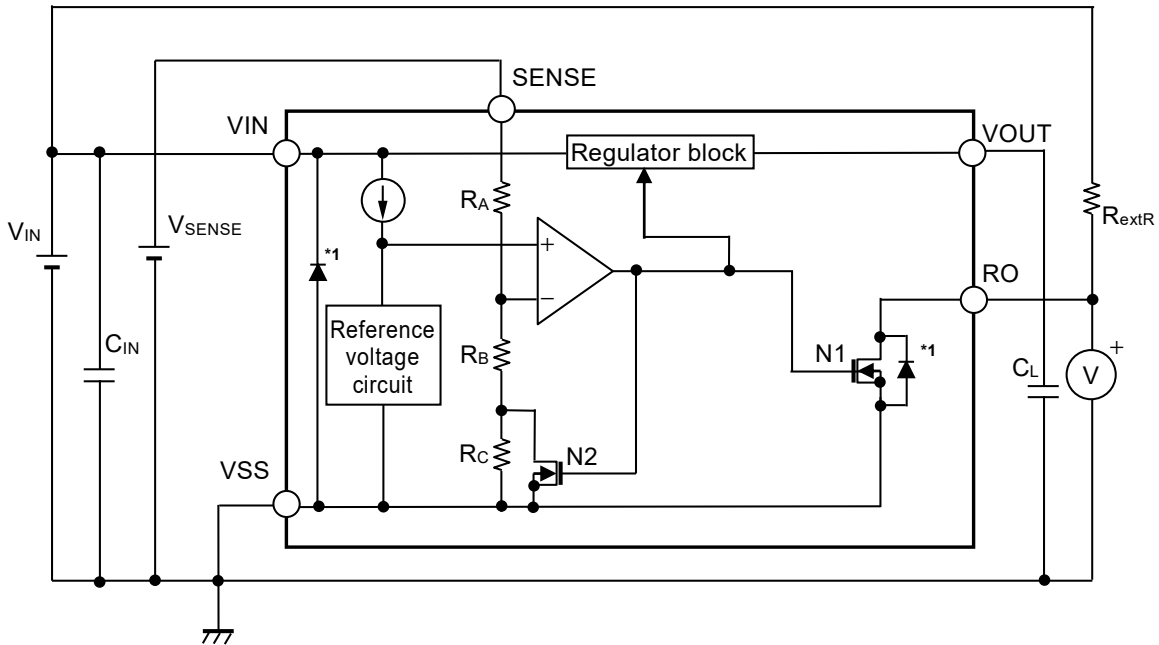 SENSE
VIN
VOUT
Regulator block
RA
RextR
VIN
VSENSE
*1
+
−
RO
Reference
voltage
circuit
CIN
RB
N1
*1
CL
V
+
RC
N2
VSS